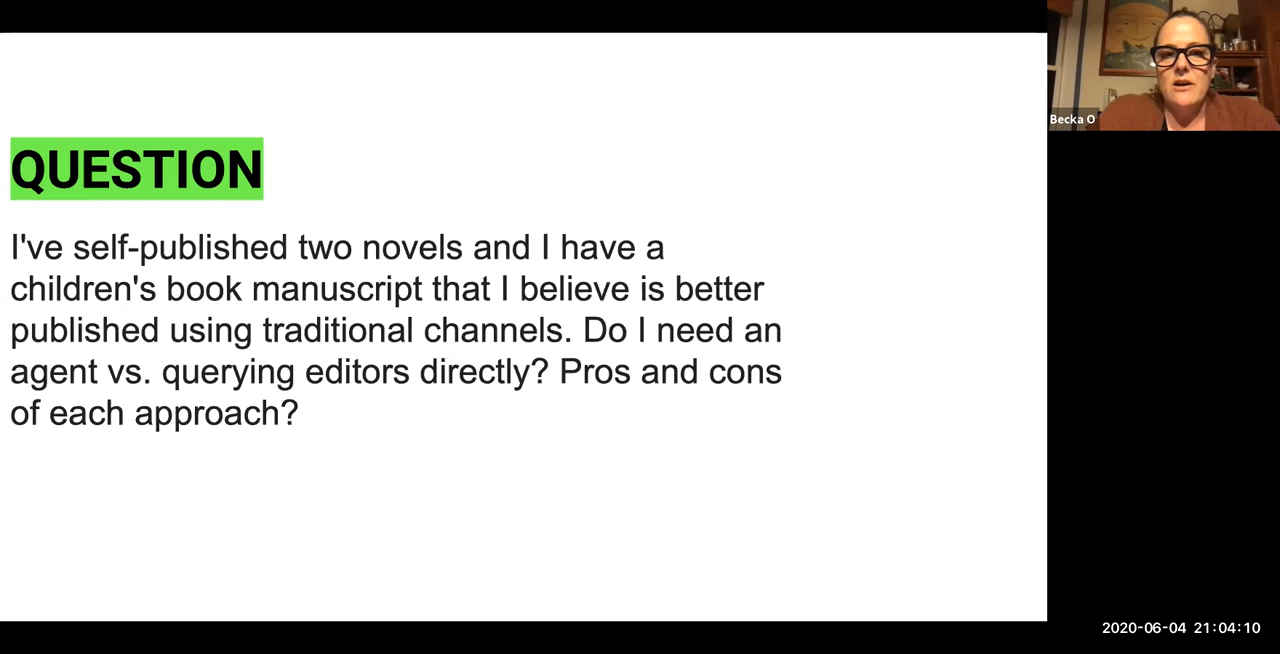 QUESTION
I've self-published two novels and I have a
children's book manuscript that I believe is better
published using traditional channels. Do I need an
agent vs. querying editors directly? Pros and cons
of each approach?
Becka O
2020-06-04 21:04:10